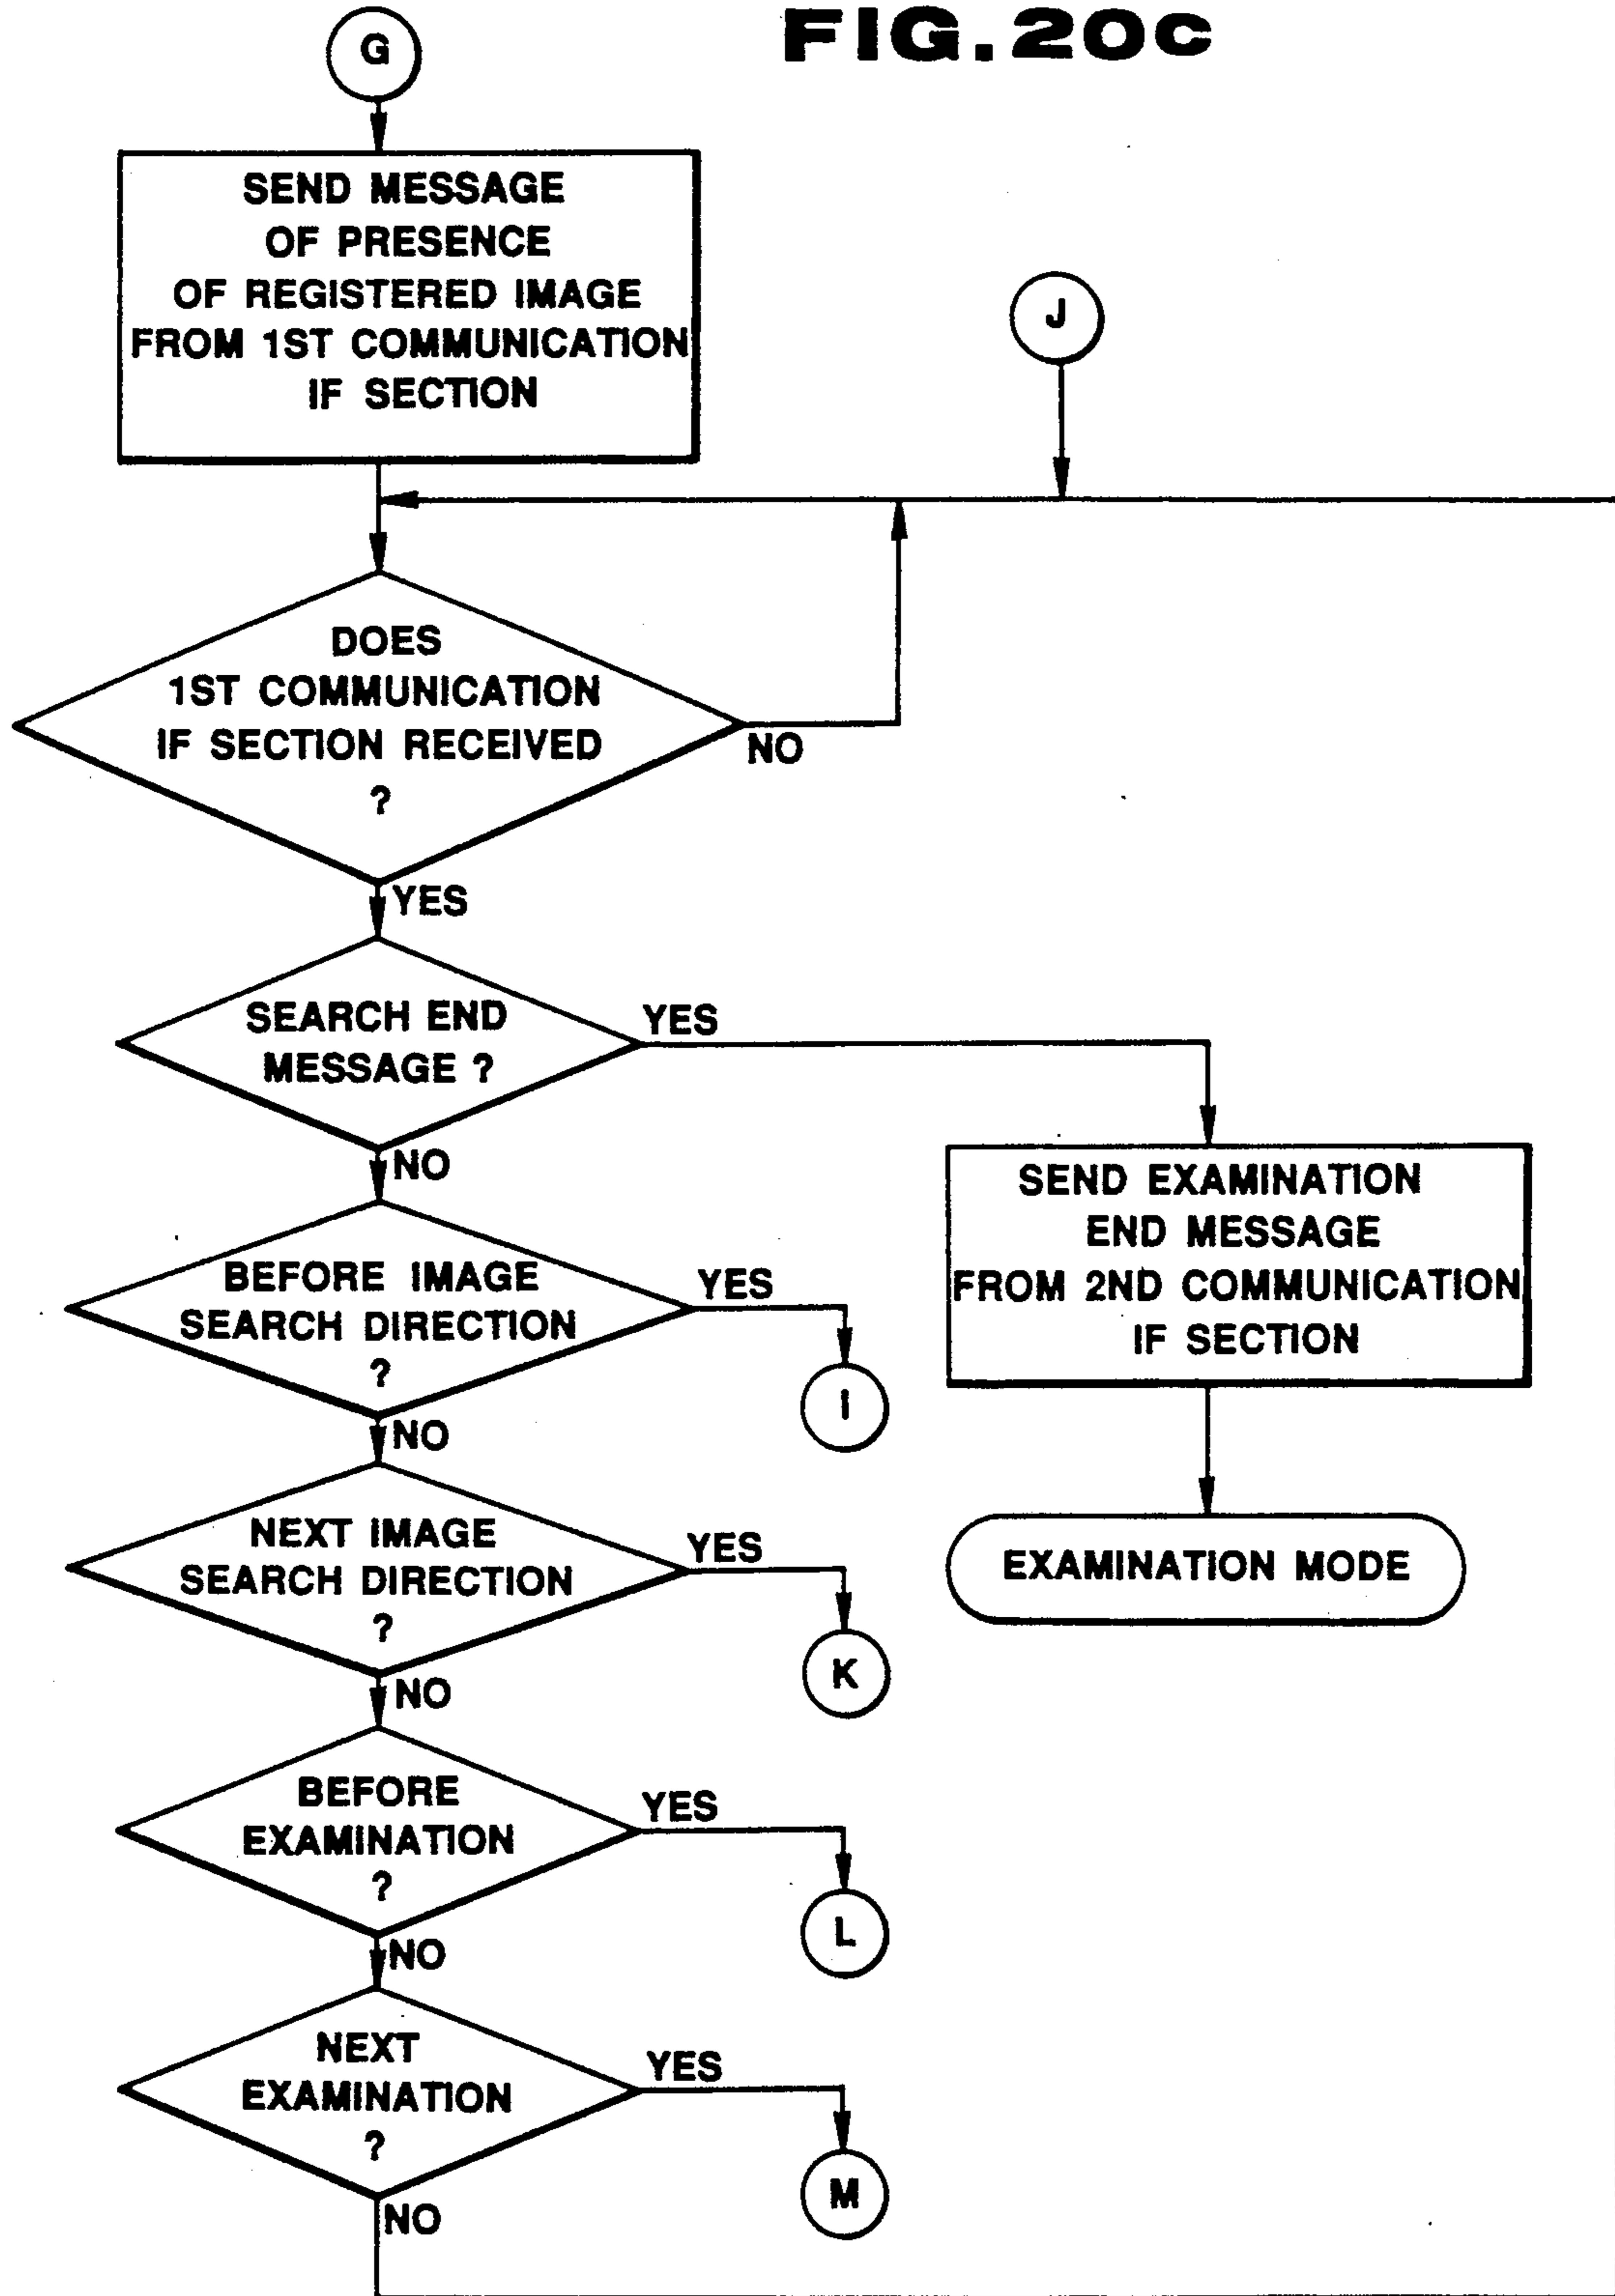 FIG.20c
G
SEND MESSAGE
OF PRESENCE
OF REGISTERED IMAGE
FROM 1ST COMMUNICATION
IF SECTION
J
DOES
1ST COMMUNICATION
IF SECTION RECEIVED
?
NO
YES
SEARCH END
MESSAGE ?
YES
NO
SEND EXAMINATION
END MESSAGE
FROM 2ND COMMUNICATION
IF SECTION
EXAMINATION MODE
BEFORE IMAGE
SEARCH DIRECTION
?
YES
I
NO
NEXT IMAGE
SEARCH DIRECTION
?
YES
K
NO
BEFORE
EXAMINATION
?
YES
L
NO
NEXT
EXAMINATION
?
YES
M
NO